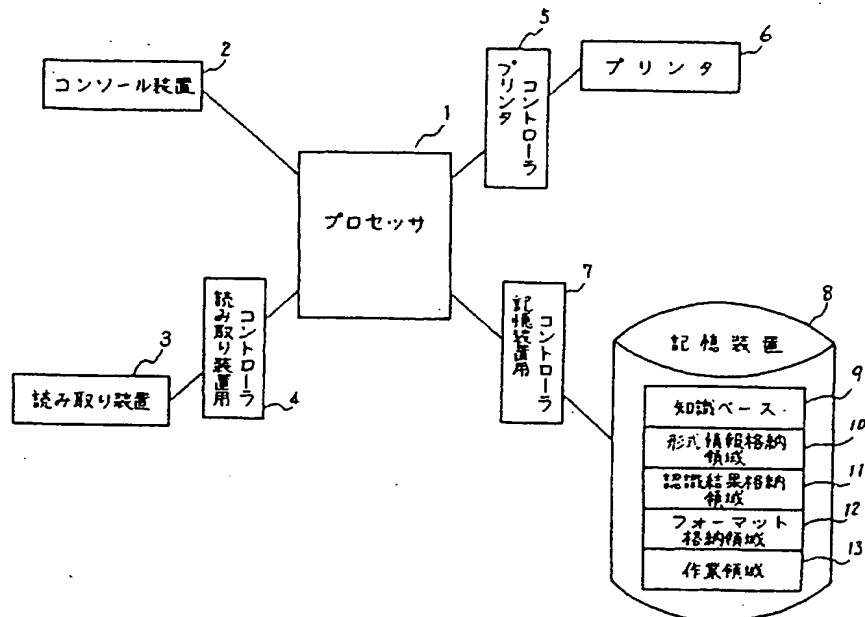 5
プリンタ
コントローラ
6
プリンタ
2
コンソール装置
1
プロセッサ
7
記憶装置用
コントローラ
読み取り装置用
コントローラ
4
3
読み取り装置
8
記憶装置
9
知識ベース
10
形式情報格納
領域
11
認識結果格納
領域
12
フォーマット
格納領域
13
作業領域